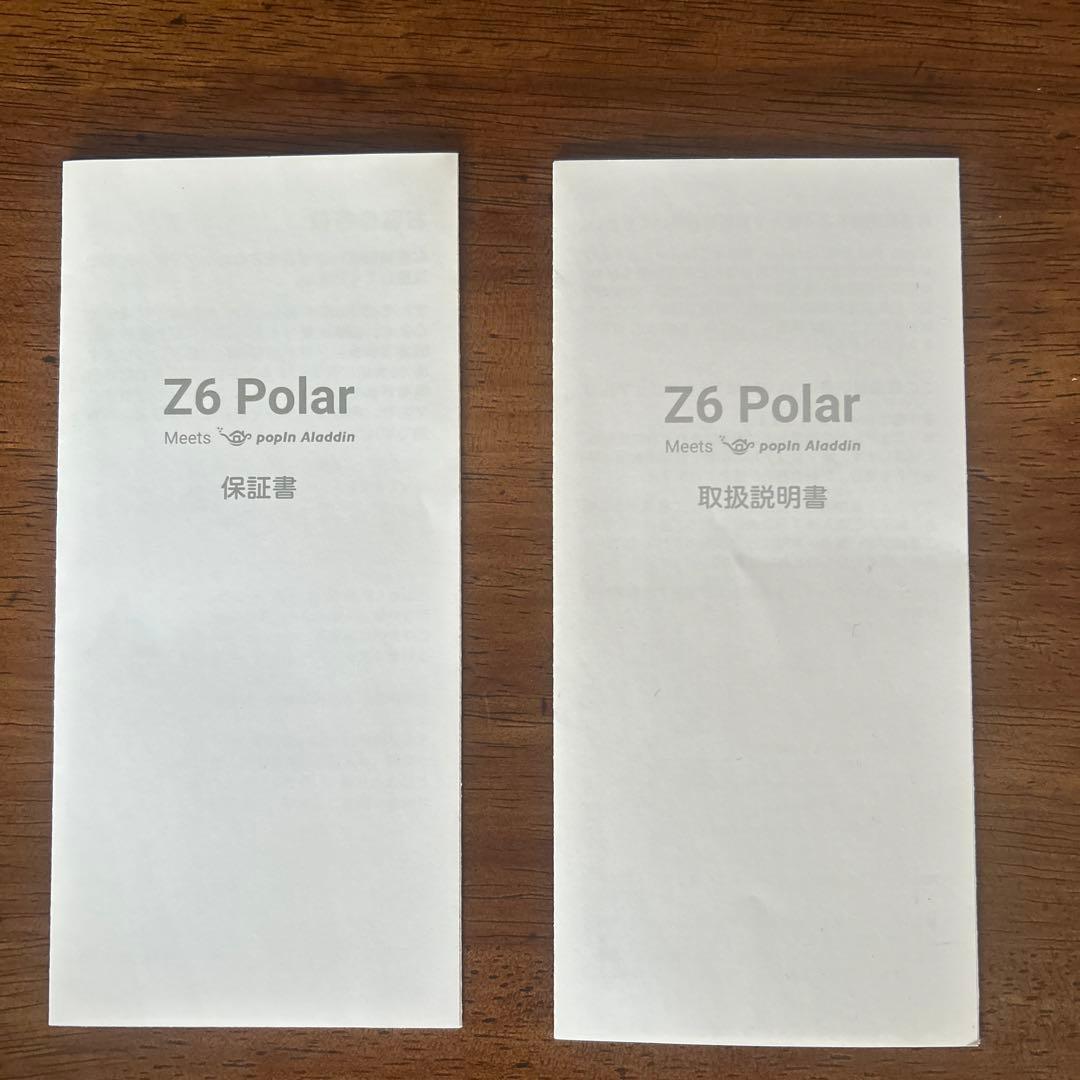 Z6 Polar
Meets popIn Aladdin
保証書
Z6 Polar
Meets popIn Aladdin
取扱説明書